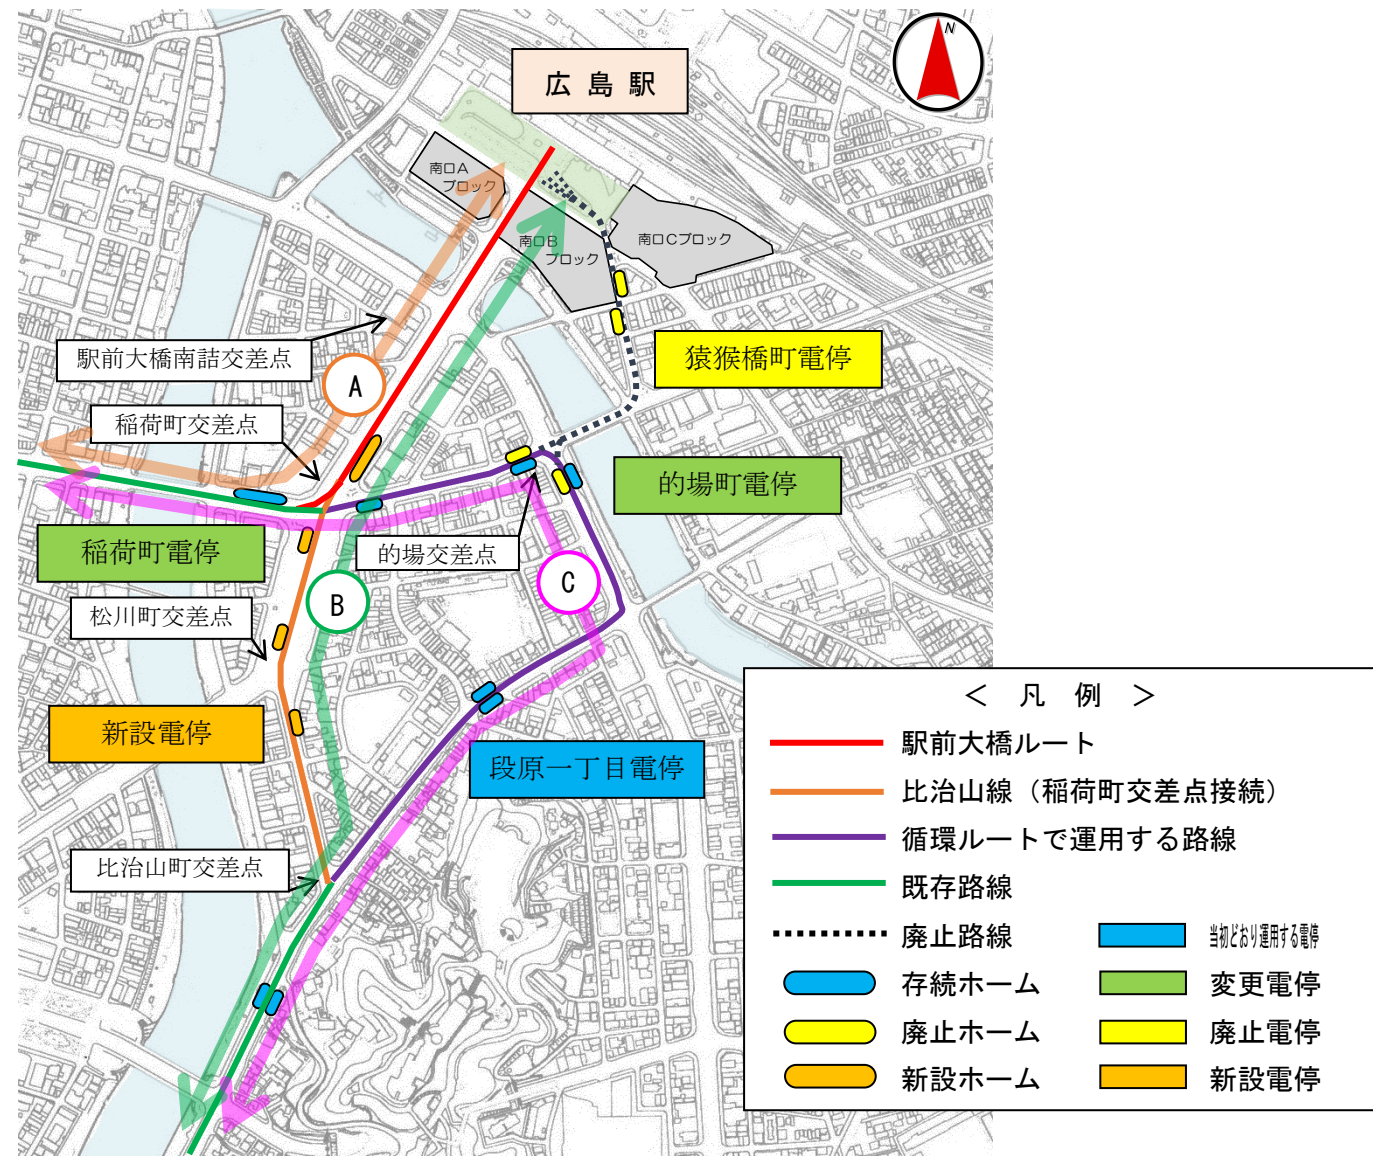 N
広島駅
南口A
ブロック
南口B
ブロック
南口Cブロック
駅前大橋南詰交差点
猿猴橋町電停
A
稲荷町交差点
的場町電停
稲荷町電停
的場交差点
C
B
松川町交差点
新設電停
段原一丁目電停
比治山町交差点
＜ 凡 例 ＞
駅前大橋ルート
比治山線（稲荷町交差点接続）
循環ルートで運用する路線
既存路線
廃止路線
当初どおり運用する電停
存続ホーム
変更電停
廃止ホーム
廃止電停
新設ホーム
新設電停